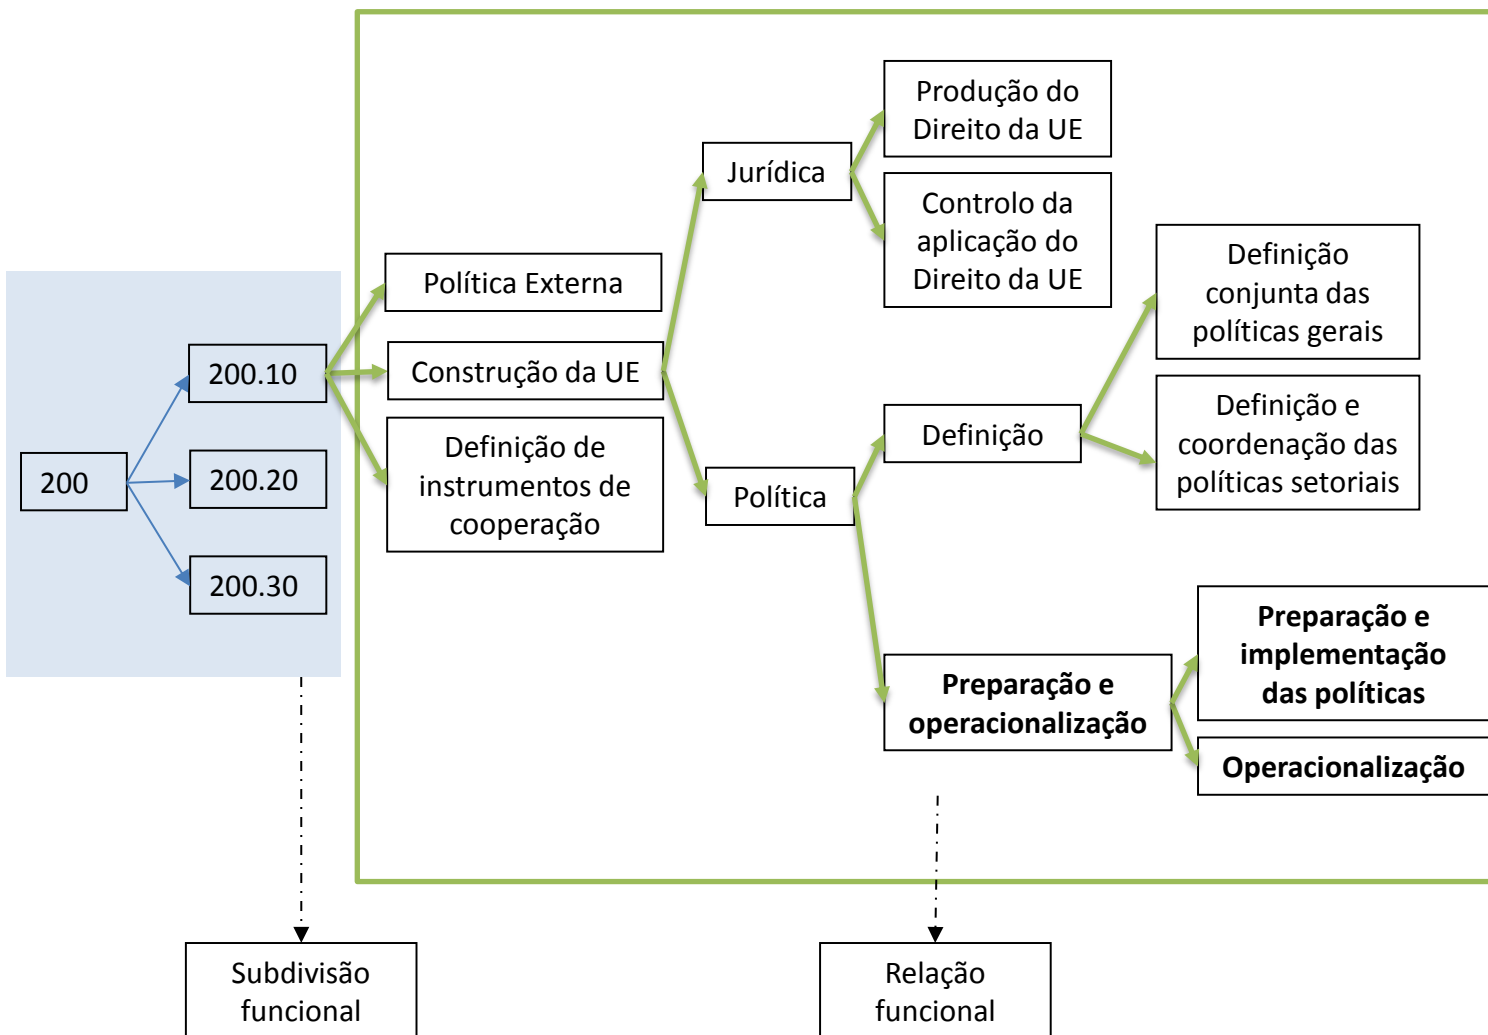 200
200.10
200.20
200.30
Política Externa
Construção da UE
Definição de
instrumentos de
cooperação
Jurídica
Política
Produção do
Direito da UE
Controlo da
aplicação do
Direito da UE
Definição
Preparação e
operacionalização
Definição
conjunta das
políticas gerais
Definição e
coordenação das
políticas setoriais
Preparação e
implementação
das políticas
Operacionalização
Subdivisão
funcional
Relação
funcional